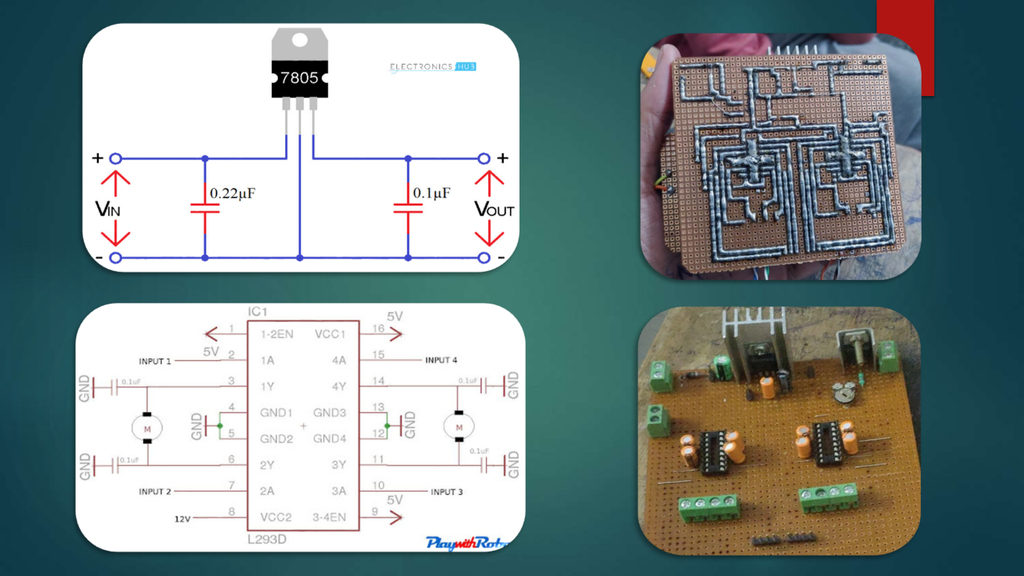 7805
ELECTRONICS HUB
+
+
0.22µF
0.1µF
VIN
VOUT
-
-
IC1
5V
1
1-2EN
VCC1
16
5V
INPUT 1
2
1A
4A
15
INPUT 4
GND
0.1uF
3
1Y
4Y
14
0.1uF
GND
M
GND
4
GND1
GND3
13
GND
M
5
GND2
GND4
12
GND
0.1uF
6
2Y
3Y
11
0.1uF
GND
INPUT 2
7
2A
3A
10
INPUT 3
5V
12V
8
VCC2
3-4EN
9
L293D